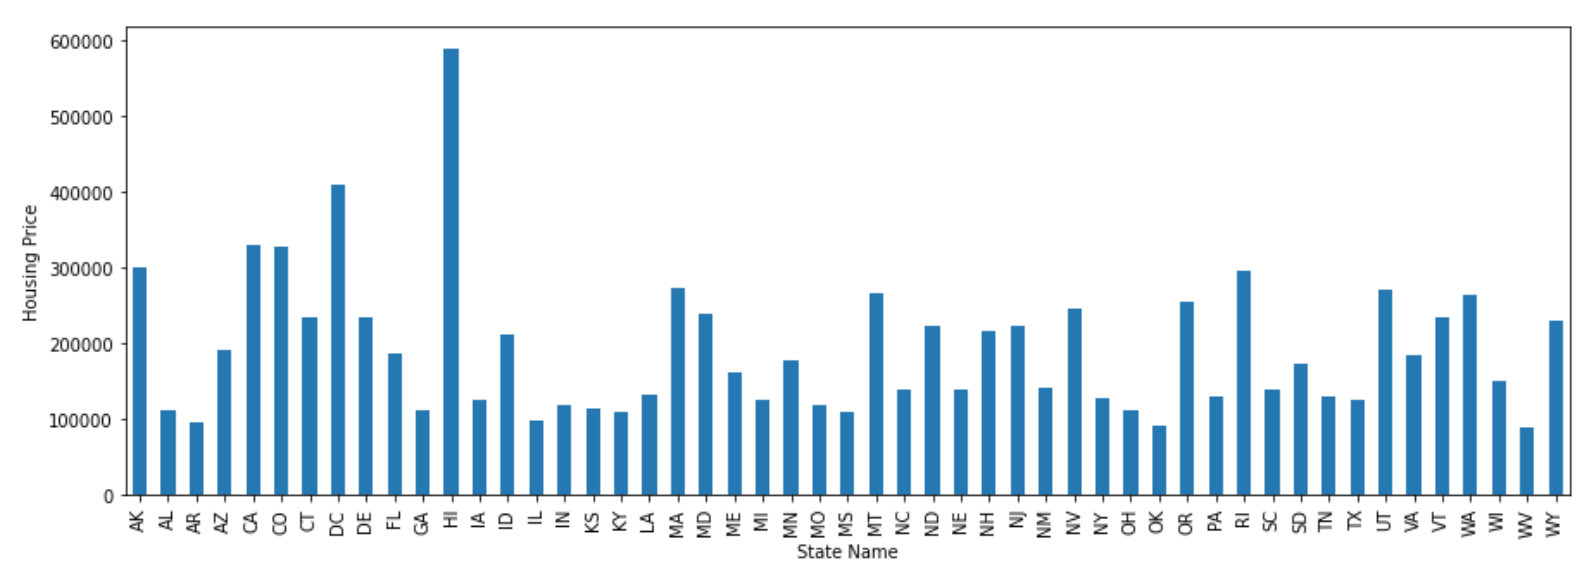 600000
500000
400000
300000
200000
100000
0
Housing Price
AK AL AR AZ CA CO CT DC DE FL GA HI IA ID IL IN KS KY LA MA MD ME MI MN MO MS MT NC ND NE NH NJ NM NV NY OH OK OR PA RI SC SD TN TX UT VA VT WA WI WV WY
State Name